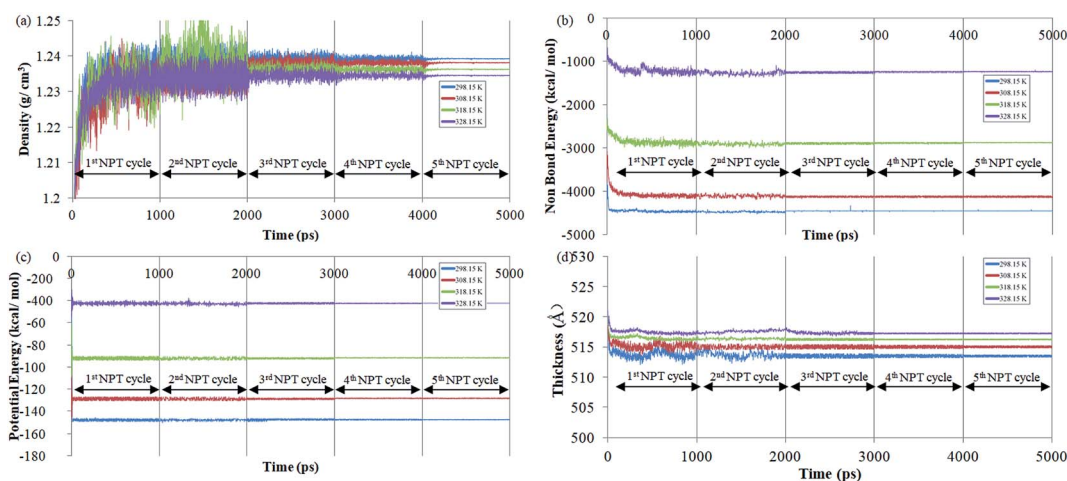 (a)
Density (g/ cm³)
1.25
1.24
1.23
1.22
1.21
1.2
298.15 K
308.15 K
318.15 K
328.15 K
1st NPT cycle
2nd NPT cycle
3rd NPT cycle
4th NPT cycle
5th NPT cycle
0 1000 2000 3000 4000 5000
Time (ps)
(b)
Non Bond Energy (kcal/ mol)
0 1000 2000 3000 4000 5000
0
-1000
-2000
-3000
-4000
-5000
298.15 K
308.15 K
318.15 K
328.15 K
1st NPT cycle
2nd NPT cycle
3rd NPT cycle
4th NPT cycle
5th NPT cycle
Time (ps)
(c)
Potential Energy (kcal/ mol)
0 1000 2000 3000 4000 5000
0
-20
-400
-60
-80
-100
-120
-140
-160
-180
298.15 K
308.15 K
318.15 K
328.15 K
1st NPT cycle
2nd NPT cycle
3rd NPT cycle
4th NPT cycle
5th NPT cycle
Time (ps)
(d)
Thickness (Å)
530
525
520
515
510
505
500
298.15 K
308.15 K
318.15 K
328.15 K
1st NPT cycle
2nd NPT cycle
3rd NPT cycle
4th NPT cycle
5th NPT cycle
0 1000 2000 3000 4000 5000
Time (ps)